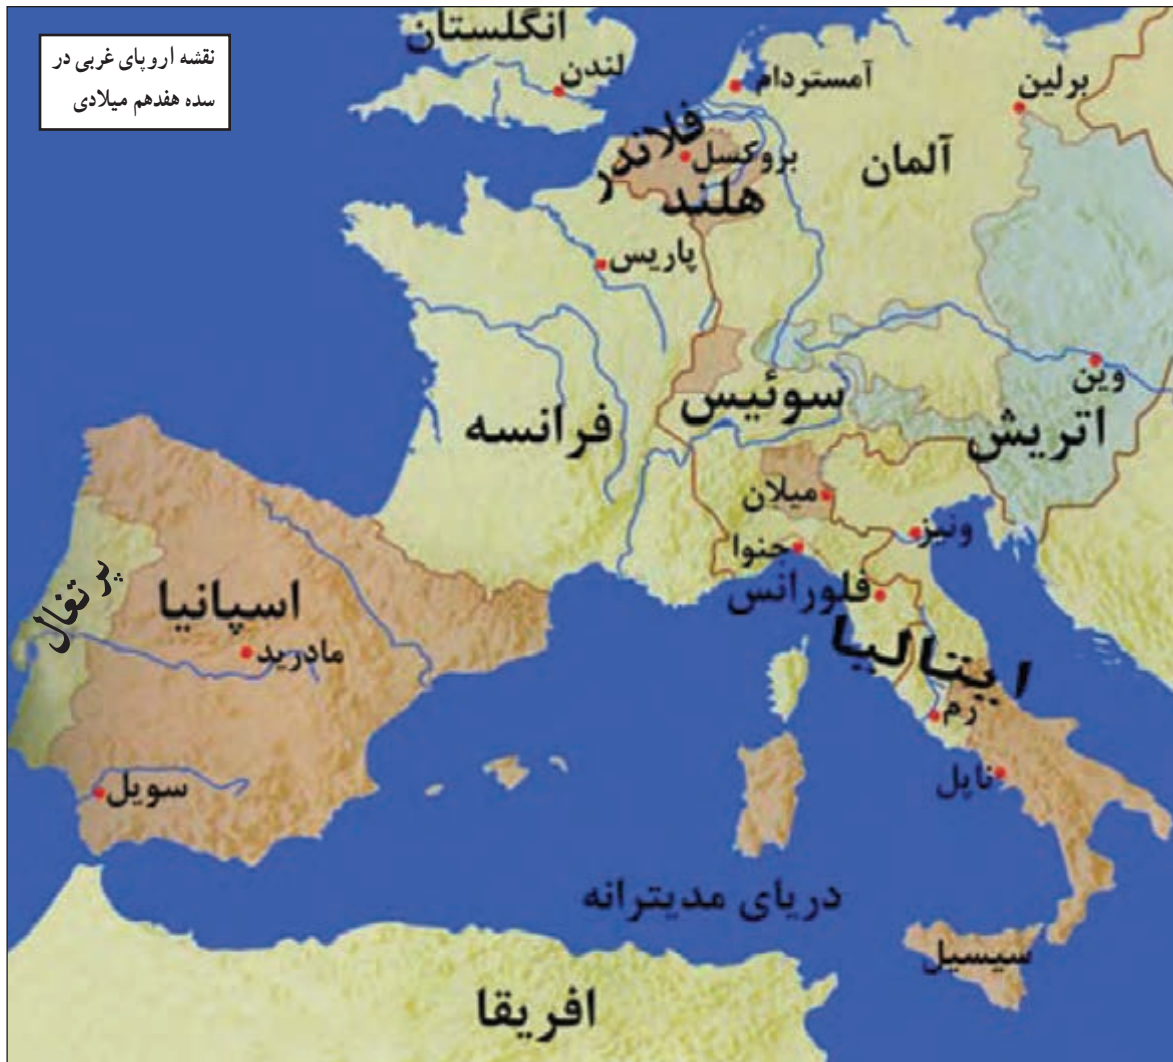 نقشه اروپای غربی در
سده هفدهم میلادی
انگلستان
لندن
آمستردام
برلین
آلمان
فلاندر
بروکسل
هلند
پاریس
فرانسه
سوئیس
وین
اتریش
میلان
ونیز
جنوا
فلورانس
ایتالیا
رم
ناپل
پرتغال
اسپانیا
مادرید
سویل
دریای مدیترانه
سیسیل
افریقا